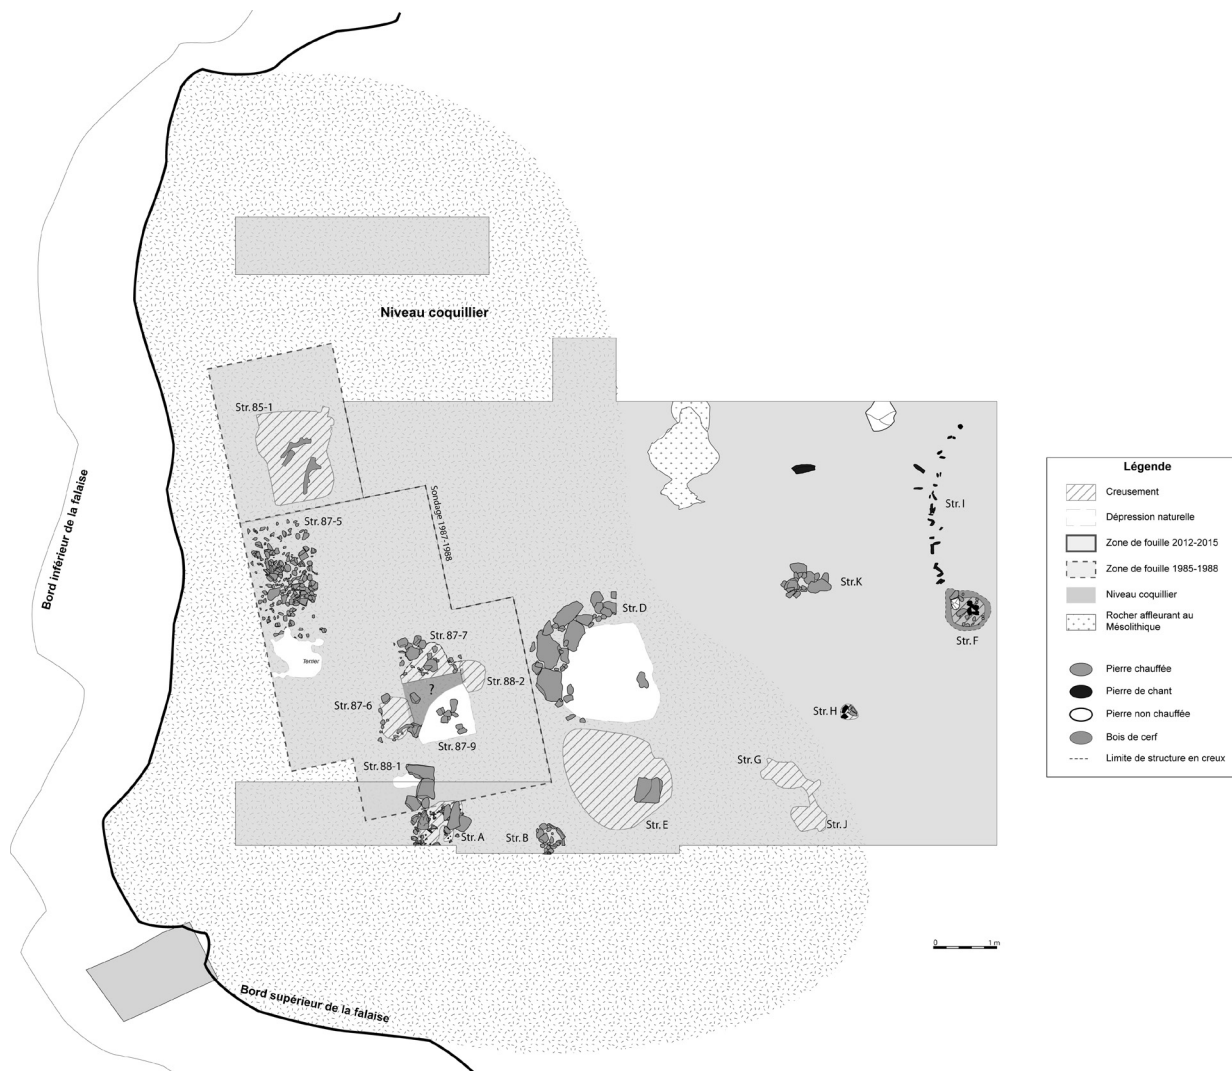 Niveau coquillier
Bord inférieur de la falaise
Str. 85-1
Sondage 1987-1988
Str. 87-5
Str. I
Str.K
Str. D
Str. F
Terrier
Str. 87-7
?
Str. 88-2
Str. 87-6
Str. 87-9
Str. H
Str. 88-1
Str. G
Str. A
Str. B
Str. E
Str. J
Bord supérieur de la falaise
0 1 m
Légende
Creusement
Dépression naturelle
Zone de fouille 2012-2015
Zone de fouille 1985-1988
Niveau coquillier
Rocher affleurant au
Mésolithique
Pierre chauffée
Pierre de chant
Pierre non chauffée
Bois de cerf
Limite de structure en creux